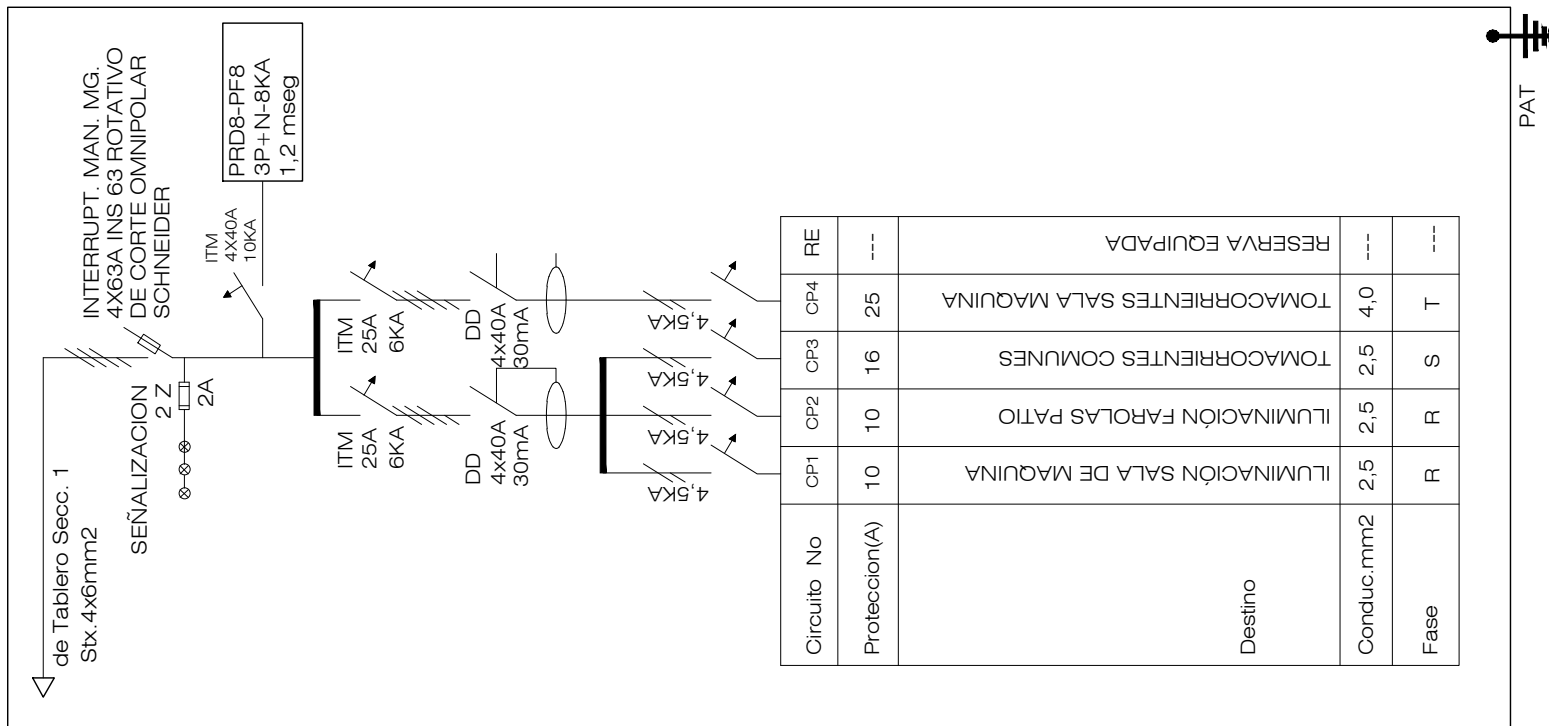 de Tablero Secc. 1
Stx.4x6mm2
SEÑALIZACION
2 Z
2A
INTERRUPT. MAN. MG.
4X63A INS 63 ROTATIVO
DE CORTE OMNIPOLAR
SCHNEIDER
ITM
4X40A
10KA
PRD8-PF8
3P+N-8KA
1,2 mseg
ITM
25A
6KA
ITM
25A
6KA
DD
4x40A
30mA
DD
4x40A
30mA
4,5KA
4,5KA
4,5KA
4,5KA
Circuito No CP1 CP2 CP3 CP4 RE
Proteccion(A) 10 10 16 25 ---
Destino
ILUMINACIÓN SALA DE MAQUINA
ILUMINACIÓN FAROLAS PATIO
TOMACORRIENTES COMUNES
TOMACORRIENTES SALA MAQUINA
RESERVA EQUIPADA
Conduc.mm2 2,5 2,5 2,5 4,0 ---
Fase R R S T ---
PAT